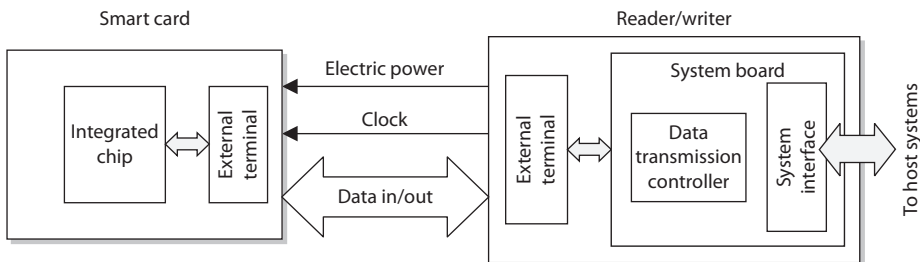 Smart card
Reader/writer
Electric power
Clock
Data in/out
Integrated
chip
External
terminal
External
terminal
System board
Data
transmission
controller
System
interface
To host systems